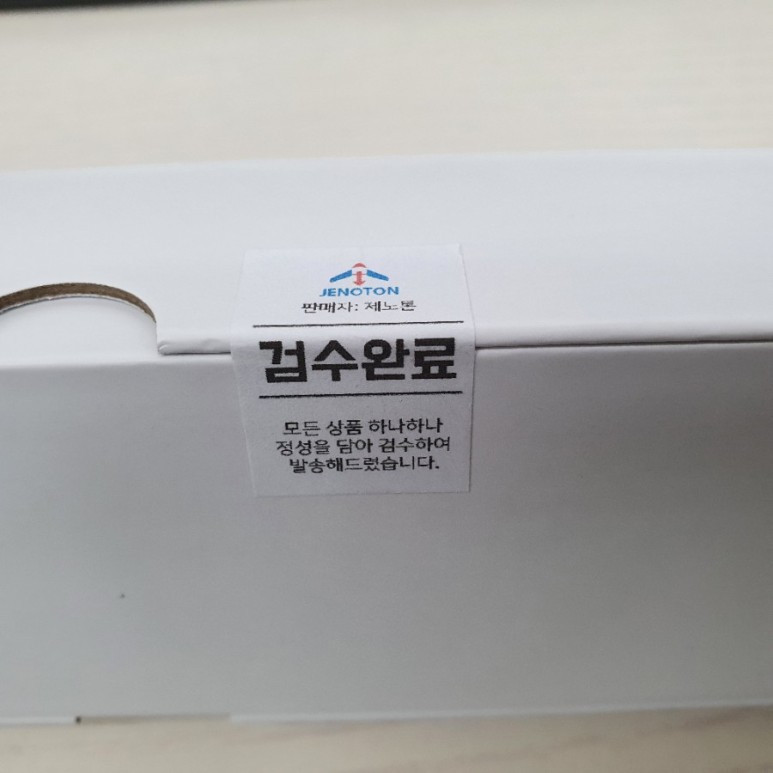 JENOTON
판매자: 제노톤
검수완료
모든 상품 하나하나
정성을 담아 검수하여
발송해드렸습니다.